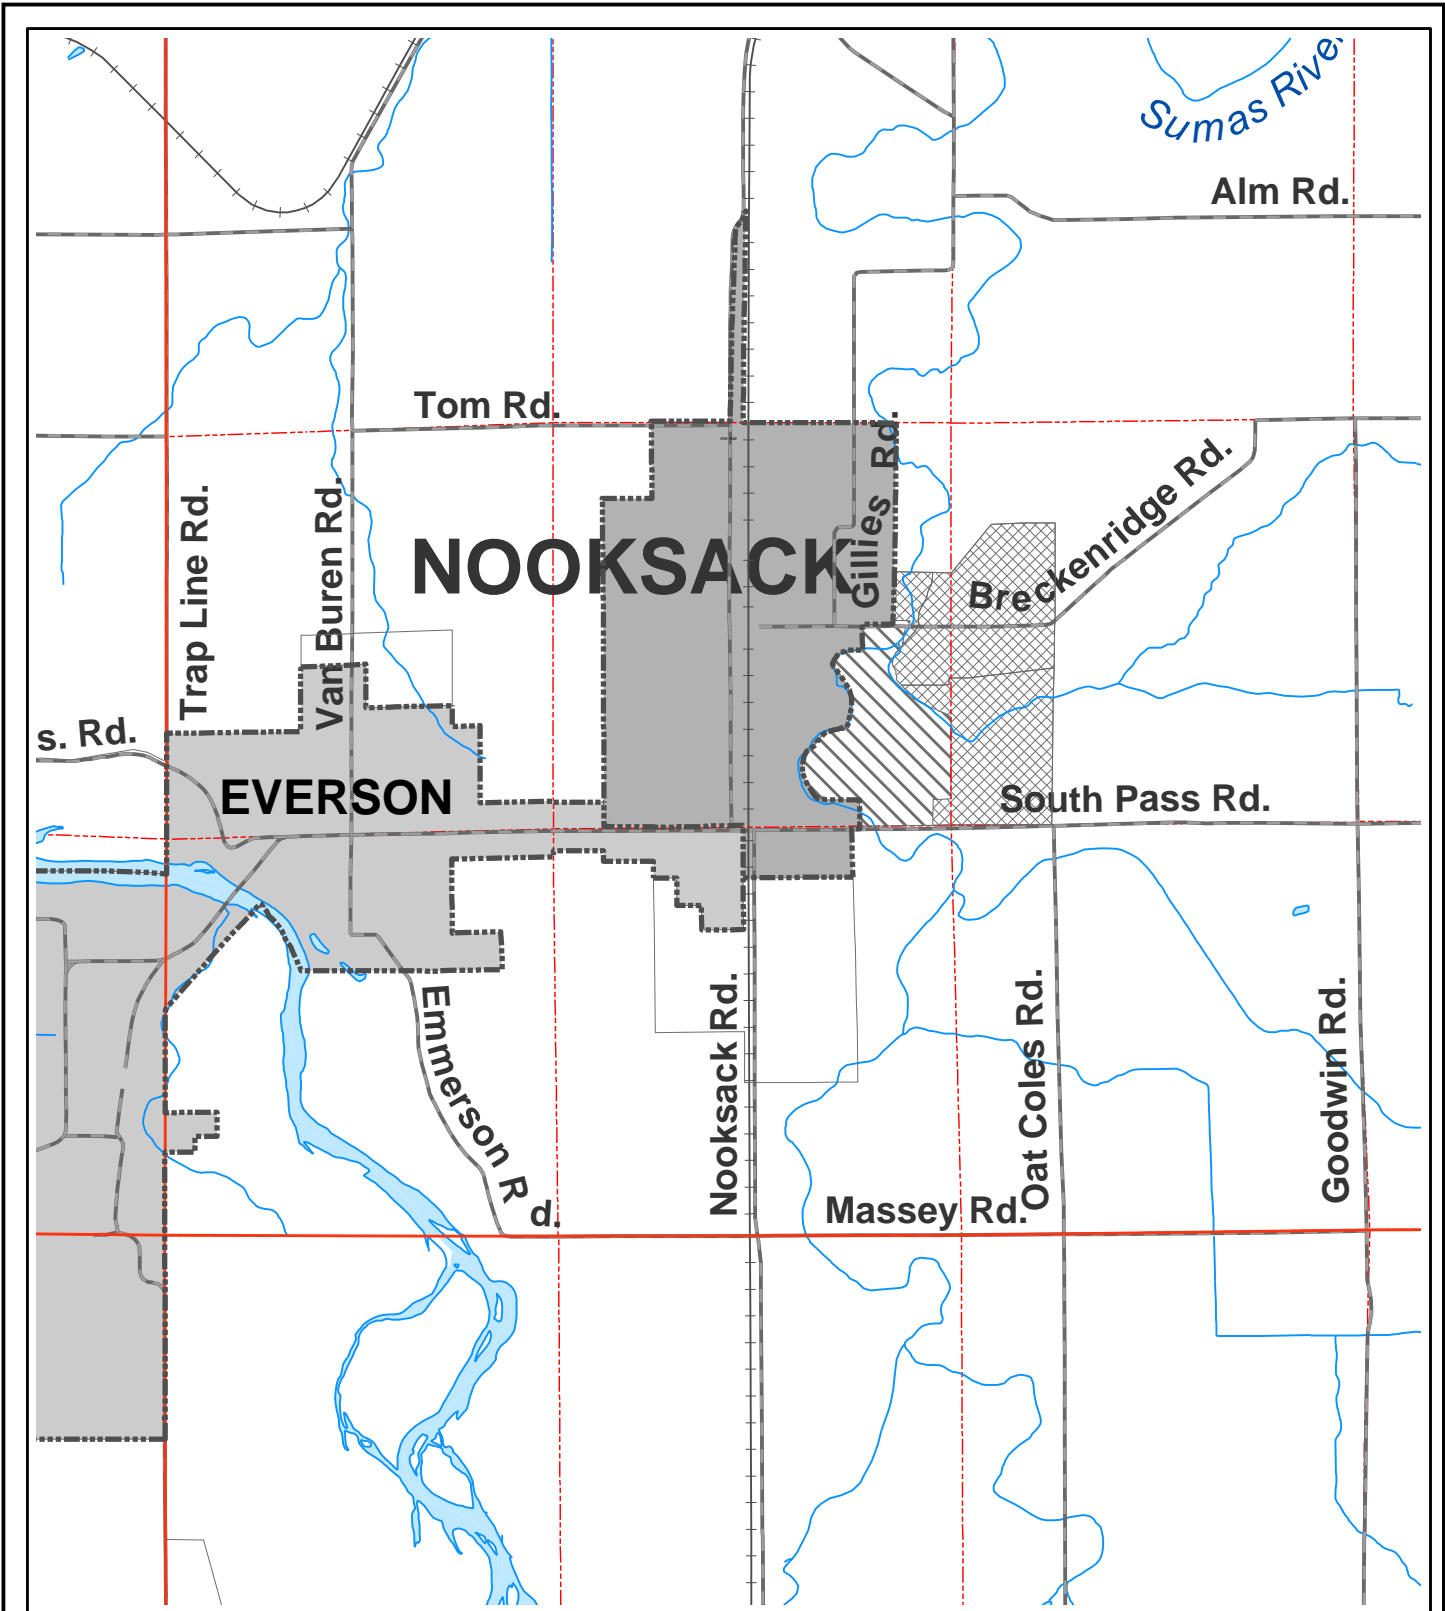 Sumas River
Alm Rd.
Tom Rd.
Gillies Rd.
Breckenridge Rd.
Trap Line Rd.
Van Buren Rd.
NOOKSACK
s. Rd.
EVERSON
South Pass Rd.
Emmerson Rd.
Nooksack Rd.
Oat Coles Rd.
Goodwin Rd.
Massey Rd.